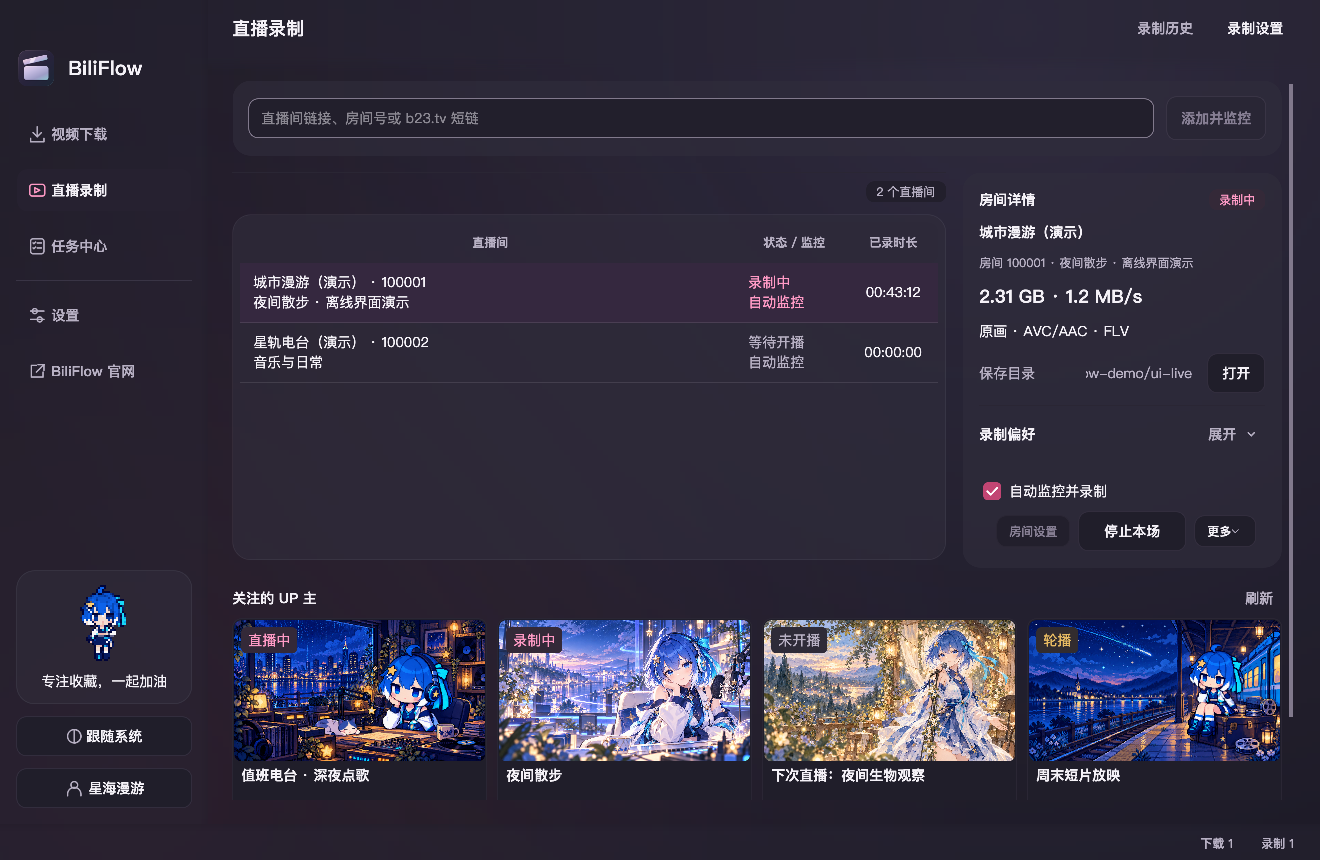 直播录制
录制历史
录制设置
BiliFlow
视频下载
直播录制
任务中心
设置
BiliFlow 官网
专注收藏，一起加油
跟随系统
星海漫游
直播间链接、房间号或 b23.tv 短链
添加并监控
2 个直播间
直播间
状态 / 监控
已录时长
城市漫游（演示） · 100001
录制中
00:43:12
夜间散步 · 离线界面演示
自动监控
星轨电台（演示） · 100002
等待开播
00:00:00
音乐与日常
自动监控
房间详情
录制中
城市漫游（演示）
房间 100001 · 夜间散步 · 离线界面演示
2.31 GB · 1.2 MB/s
原画 · AVC/AAC · FLV
保存目录
w-demo/ui-live
打开
录制偏好
展开
自动监控并录制
房间设置
停止本场
更多
关注的 UP 主
刷新
直播中
录制中
未开播
轮播
值班电台 · 深夜点歌
夜间散步
下次直播：夜间生物观察
周末短片放映
下载 1
录制 1